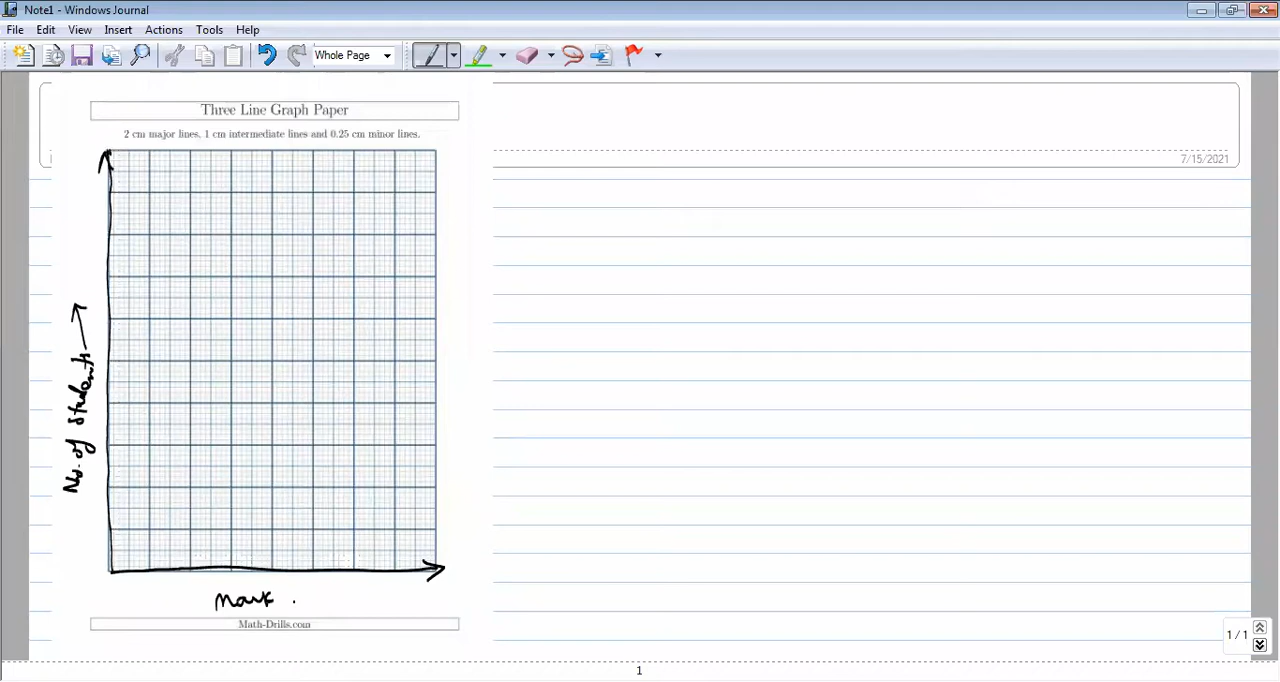 Note1 - Windows Journal
File Edit View Insert Actions Tools Help
Whole Page
Three Line Graph Paper
2 cm major lines, 1 cm intermediate lines and 0.25 cm minor lines.
7/15/2021
No. of Students
Mark
Math-Drills.com
1 / 1
1